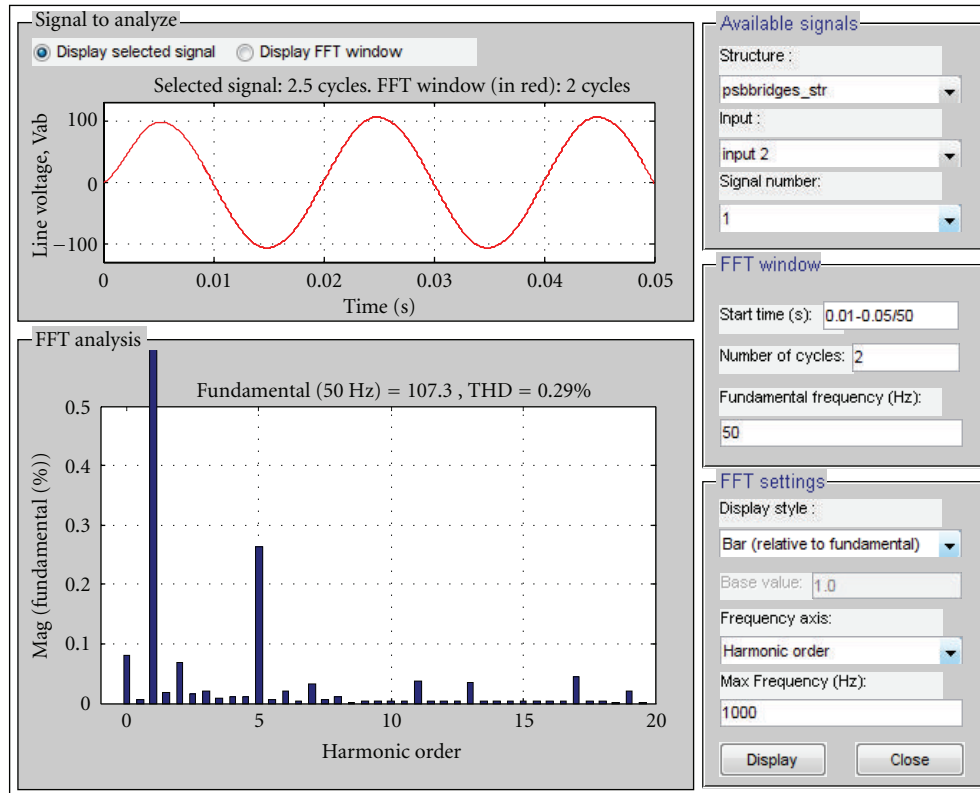 Signal to analyze
Display selected signal
Display FFT window
Selected signal: 2.5 cycles. FFT window (in red): 2 cycles
Line voltage, Vab
100
0
−100
0 0.01 0.02 0.03 0.04 0.05
Time (s)
FFT analysis
Fundamental (50 Hz) = 107.3 , THD = 0.29%
Mag (fundamental (%))
0.5
0.4
0.3
0.2
0.1
0
0 5 10 15 20
Harmonic order
Available signals
Structure :
psbbridges_str
Input :
input 2
Signal number:
1
FFT window
Start time (s): 0.01-0.05/50
Number of cycles: 2
Fundamental frequency (Hz):
50
FFT settings
Display style :
Bar (relative to fundamental)
Base value: 1.0
Frequency axis:
Harmonic order
Max Frequency (Hz):
1000
Display
Close